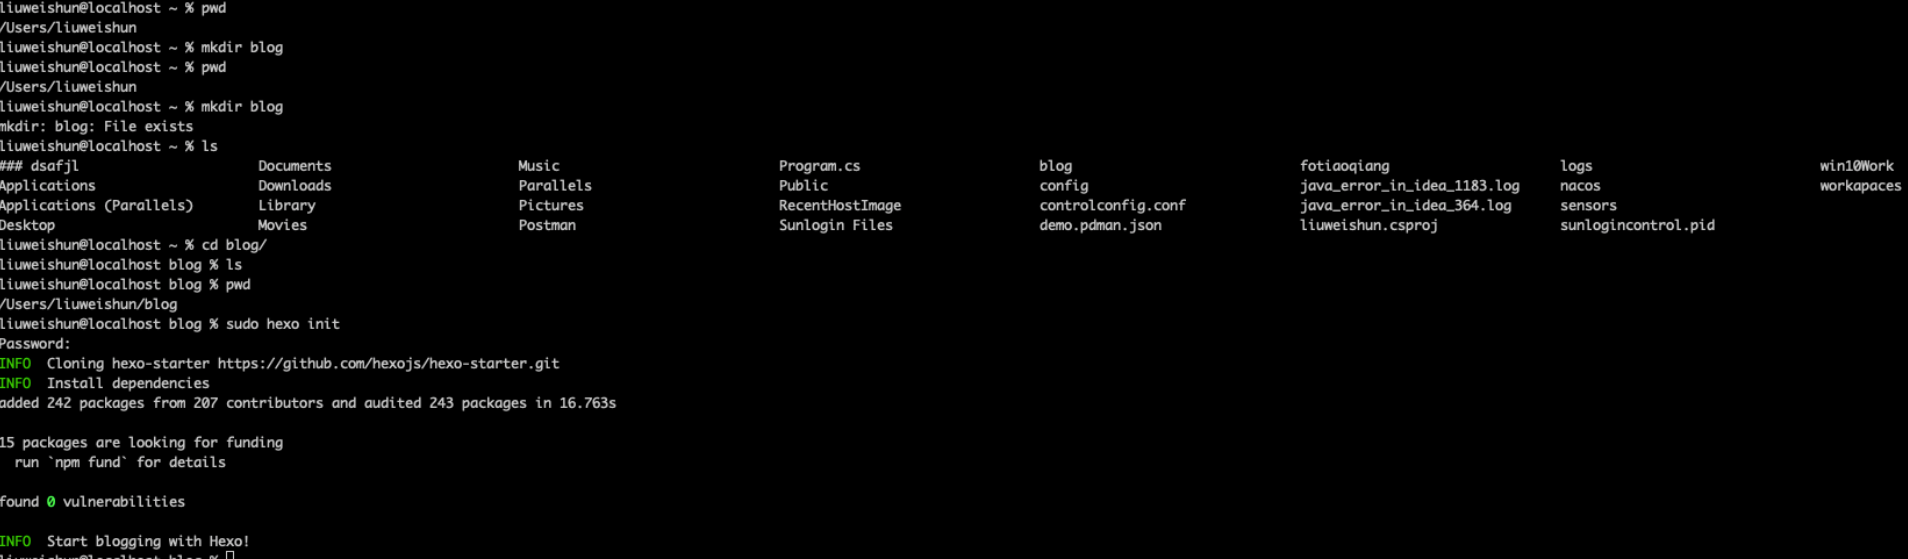 liuweishun@localhost ~ % pwd
/Users/liuweishun
liuweishun@localhost ~ % mkdir blog
liuweishun@localhost ~ % pwd
/Users/liuweishun
liuweishun@localhost ~ % mkdir blog
mkdir: blog: File exists
liuweishun@localhost ~ % ls
### dsafjl Documents Music Program.cs blog fotiaoqiang logs win10Work
Applications Downloads Parallels Public config java_error_in_idea_1183.log nacos workapaces
Applications (Parallels) Library Pictures RecentHostImage controlconfig.conf java_error_in_idea_364.log sensors
Desktop Movies Postman Sunlogin Files demo.pdman.json liuweishun.csproj sunlogincontrol.pid
liuweishun@localhost ~ % cd blog/
liuweishun@localhost blog % ls
liuweishun@localhost blog % pwd
/Users/liuweishun/blog
liuweishun@localhost blog % sudo hexo init
Password:
INFO  Cloning hexo-starter https://github.com/hexojs/hexo-starter.git
INFO  Install dependencies
added 242 packages from 207 contributors and audited 243 packages in 16.763s
15 packages are looking for funding
run `npm fund` for details
found 0 vulnerabilities
INFO  Start blogging with Hexo!
liuweishun@localhost blog %